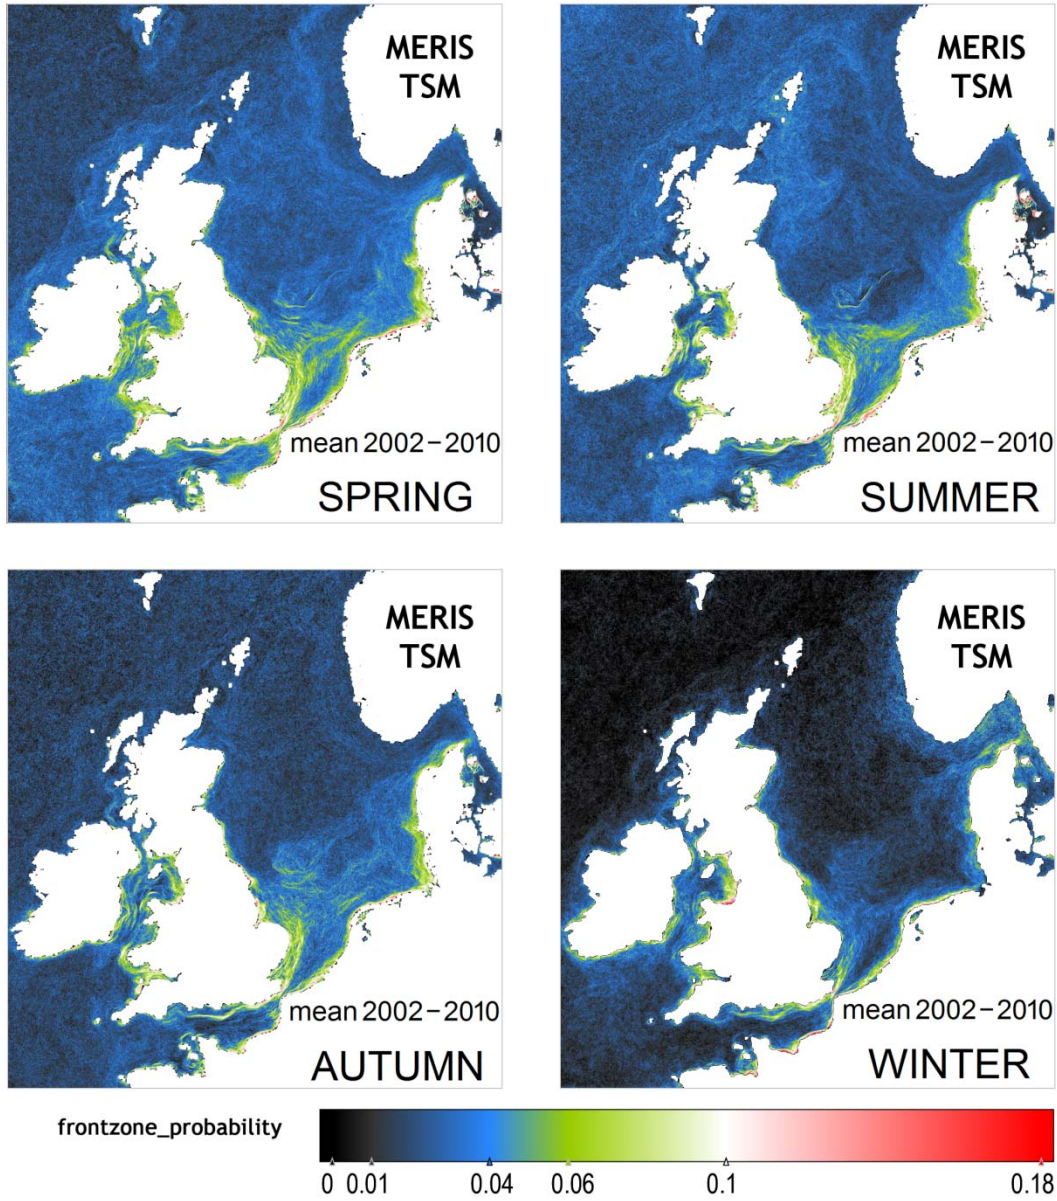 MERIS
TSM
mean 2002–2010
SPRING
MERIS
TSM
mean 2002–2010
SUMMER
MERIS
TSM
mean 2002–2010
AUTUMN
MERIS
TSM
mean 2002–2010
WINTER
frontzone_probability
0 0.01 0.04 0.06 0.1 0.18